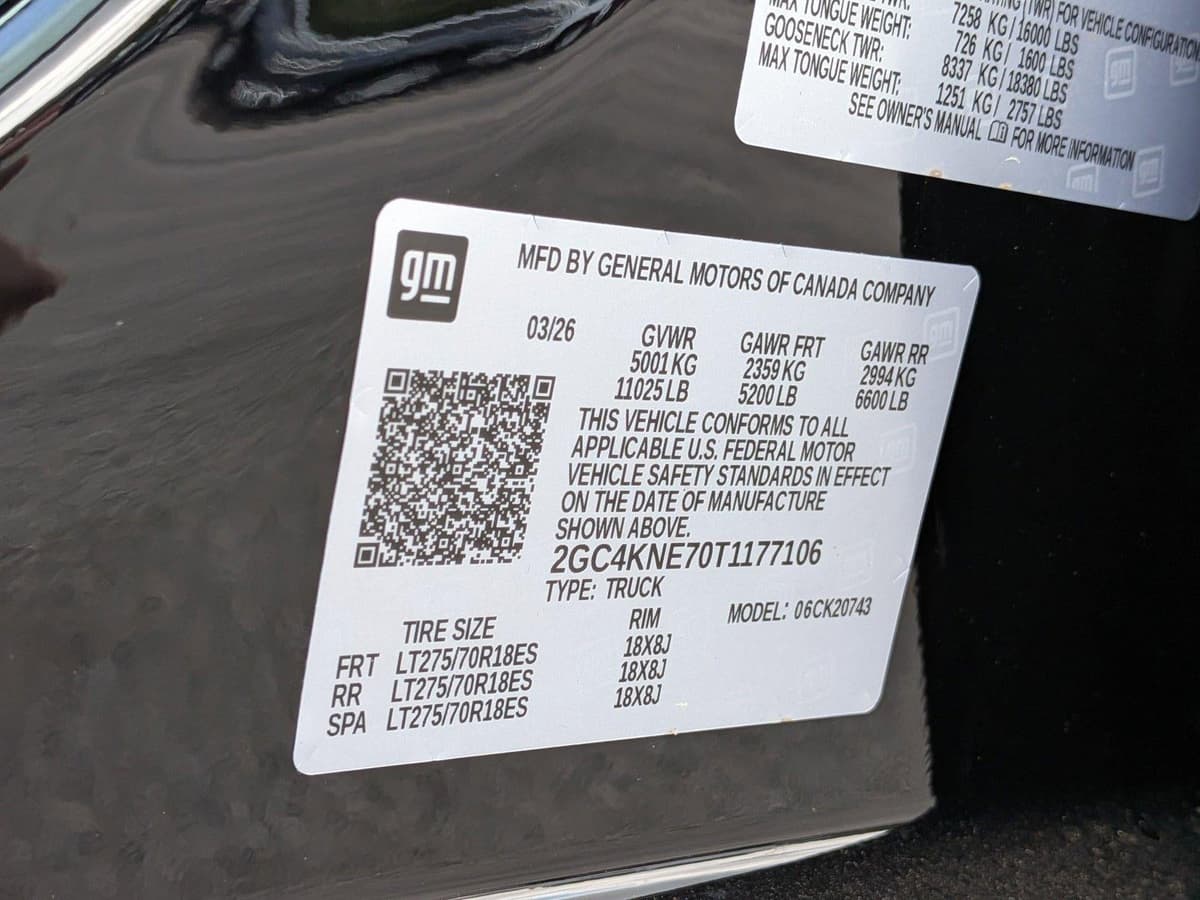 TWR:
(TWR) FOR VEHICLE CONFIGURATION
7258 KG / 16000 LBS
MAX TONGUE WEIGHT: 726 KG / 1600 LBS
GOOSENECK TWR: 8337 KG / 18380 LBS
MAX TONGUE WEIGHT: 1251 KG / 2757 LBS
SEE OWNER'S MANUAL FOR MORE INFORMATION
gm
MFD BY GENERAL MOTORS OF CANADA COMPANY
03/26 GVWR GAWR FRT GAWR RR
5001 KG 2359 KG 2994 KG
11025 LB 5200 LB 6600 LB
THIS VEHICLE CONFORMS TO ALL
APPLICABLE U.S. FEDERAL MOTOR
VEHICLE SAFETY STANDARDS IN EFFECT
ON THE DATE OF MANUFACTURE
SHOWN ABOVE.
2GC4KNE70T1177106
TYPE: TRUCK
MODEL: 06CK20743
TIRE SIZE RIM
FRT LT275/70R18ES 18X8J
RR LT275/70R18ES 18X8J
SPA LT275/70R18ES 18X8J